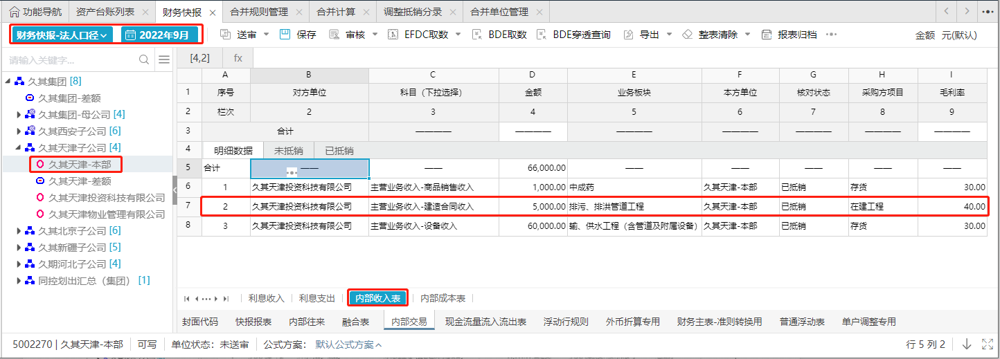 功能导航 资产台账列表 财务快报 合并规则管理 合并计算 调整抵销分录 合并单位管理
财务快报-法人口径 2022年9月 送审 保存 审核 EFDC取数 BDE取数 BDE穿透查询 导出 整表清除 报表归档 金额 元(默认)
请输入关键字... [4,2] fx
久其集团 [8]
久其集团-差额
久其集团-母公司 [4]
久其西安子公司 [6]
久其天津子公司 [4]
久其天津-本部
久其天津-差额
久其天津投资科技有限公司
久其天津物业管理有限公司
久其北京子公司 [6]
久其新疆子公司 [5]
久期河北子公司 [4]
同控划出汇总（集团） [1]
A B C D E F G H I
1 序号 对方单位 科目（下拉选择） 金额 业务板块 本方单位 核对状态 采购方项目 毛利率
2 栏次 2 3 4 5 6 7 8 9
3 合计 ———— ———— ———— ———— ———— ———— ————
4 明细数据 未抵销 已抵销
5 合计 —— —— 66,000.00 —— —— —— —— ——
6 1 久其天津投资科技有限公司 主营业务收入-商品销售收入 1,000.00 中成药 久其天津-本部 已抵销 存货 30.00
7 2 久其天津投资科技有限公司 主营业务收入-建造合同收入 5,000.00 排污、排洪管道工程 久其天津-本部 已抵销 在建工程 40.00
8 3 久其天津投资科技有限公司 主营业务收入-设备收入 60,000.00 输、供水工程（含管道及附属设备） 久其天津-本部 已抵销 存货 30.00
利息收入 利息支出 内部收入表 内部成本表
封面代码 快报报表 内部往来 融合表 内部交易 现金流量流入流出表 浮动行规则 外币折算专用 财务主表-准则转换用 普通浮动表 单户调整专用
5002270 | 久其天津-本部 可写 单位状态：未送审 公式方案： 默认公式方案 行 5 列 2